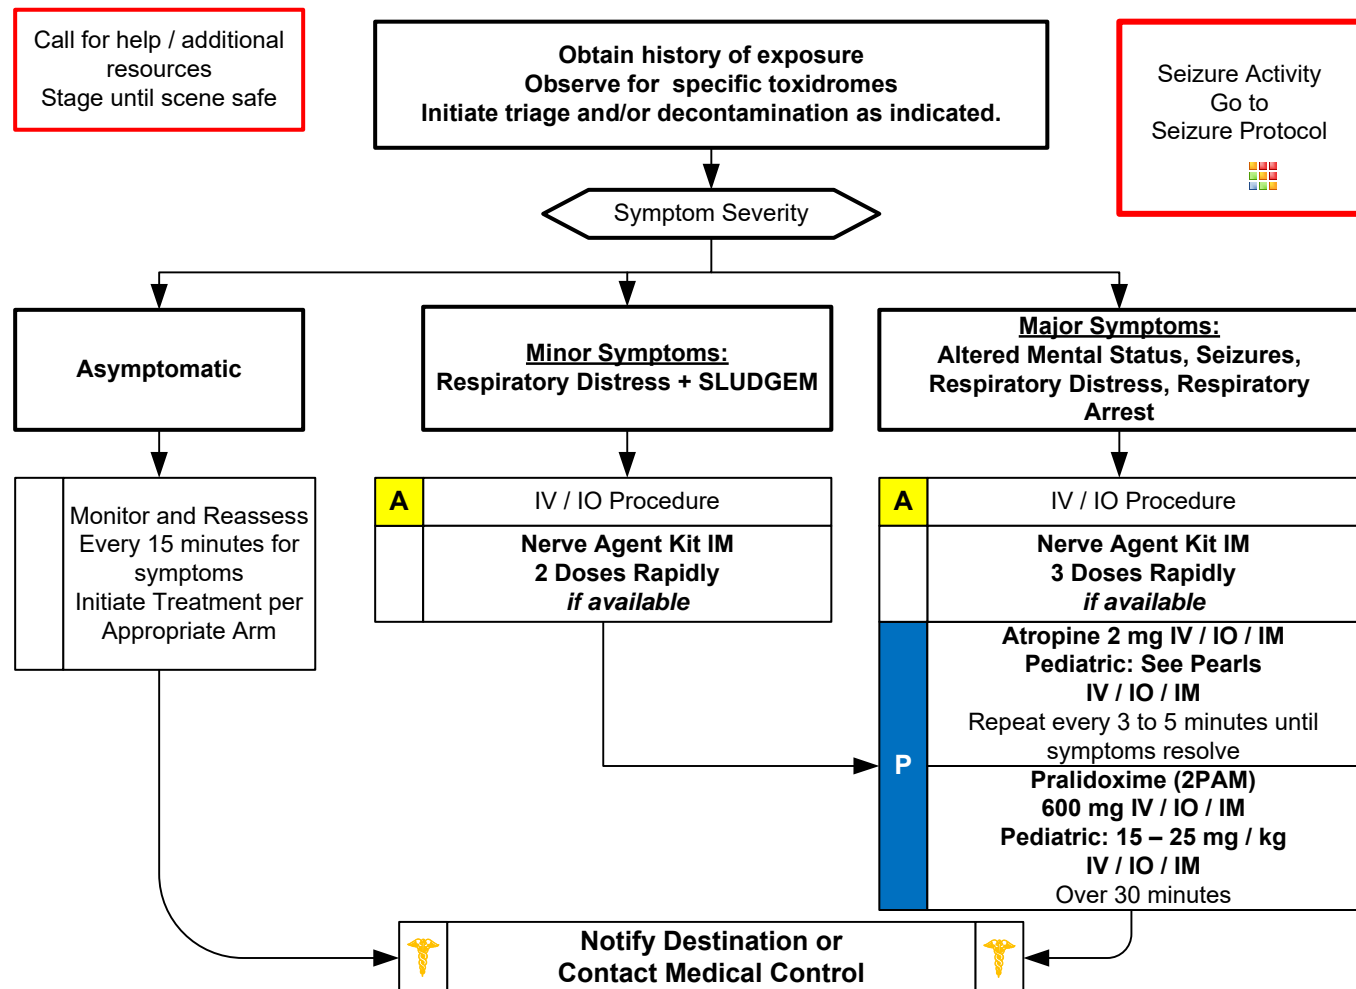 Call for help / additional
resources
Stage until scene safe
Obtain history of exposure
Observe for specific toxidromes
Initiate triage and/or decontamination as indicated.
Seizure Activity
Go to
Seizure Protocol
Symptom Severity
Asymptomatic
Minor Symptoms:
Respiratory Distress + SLUDGEM
Major Symptoms:
Altered Mental Status, Seizures,
Respiratory Distress, Respiratory
Arrest
Monitor and Reassess
Every 15 minutes for
symptoms
Initiate Treatment per
Appropriate Arm
A
IV / IO Procedure
Nerve Agent Kit IM
2 Doses Rapidly
if available
A
IV / IO Procedure
Nerve Agent Kit IM
3 Doses Rapidly
if available
P
Atropine 2 mg IV / IO / IM
Pediatric: See Pearls
IV / IO / IM
Repeat every 3 to 5 minutes until
symptoms resolve
Pralidoxime (2PAM)
600 mg IV / IO / IM
Pediatric: 15 – 25 mg / kg
IV / IO / IM
Over 30 minutes
Notify Destination or
Contact Medical Control